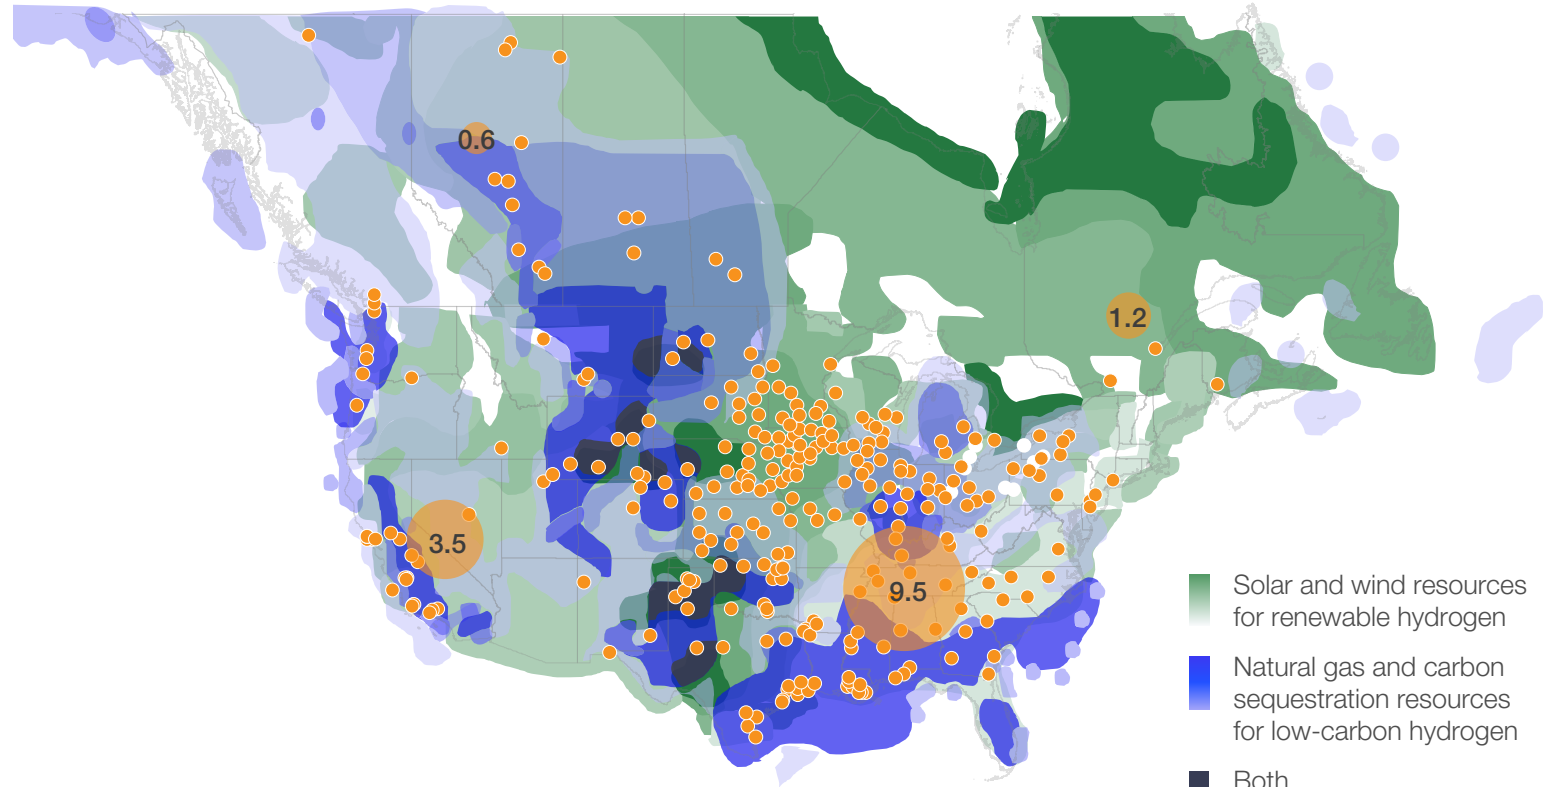 0.6
1.2
3.5
9.5
Solar and wind resources
for renewable hydrogen
Natural gas and carbon
sequestration resources
for low-carbon hydrogen
Both